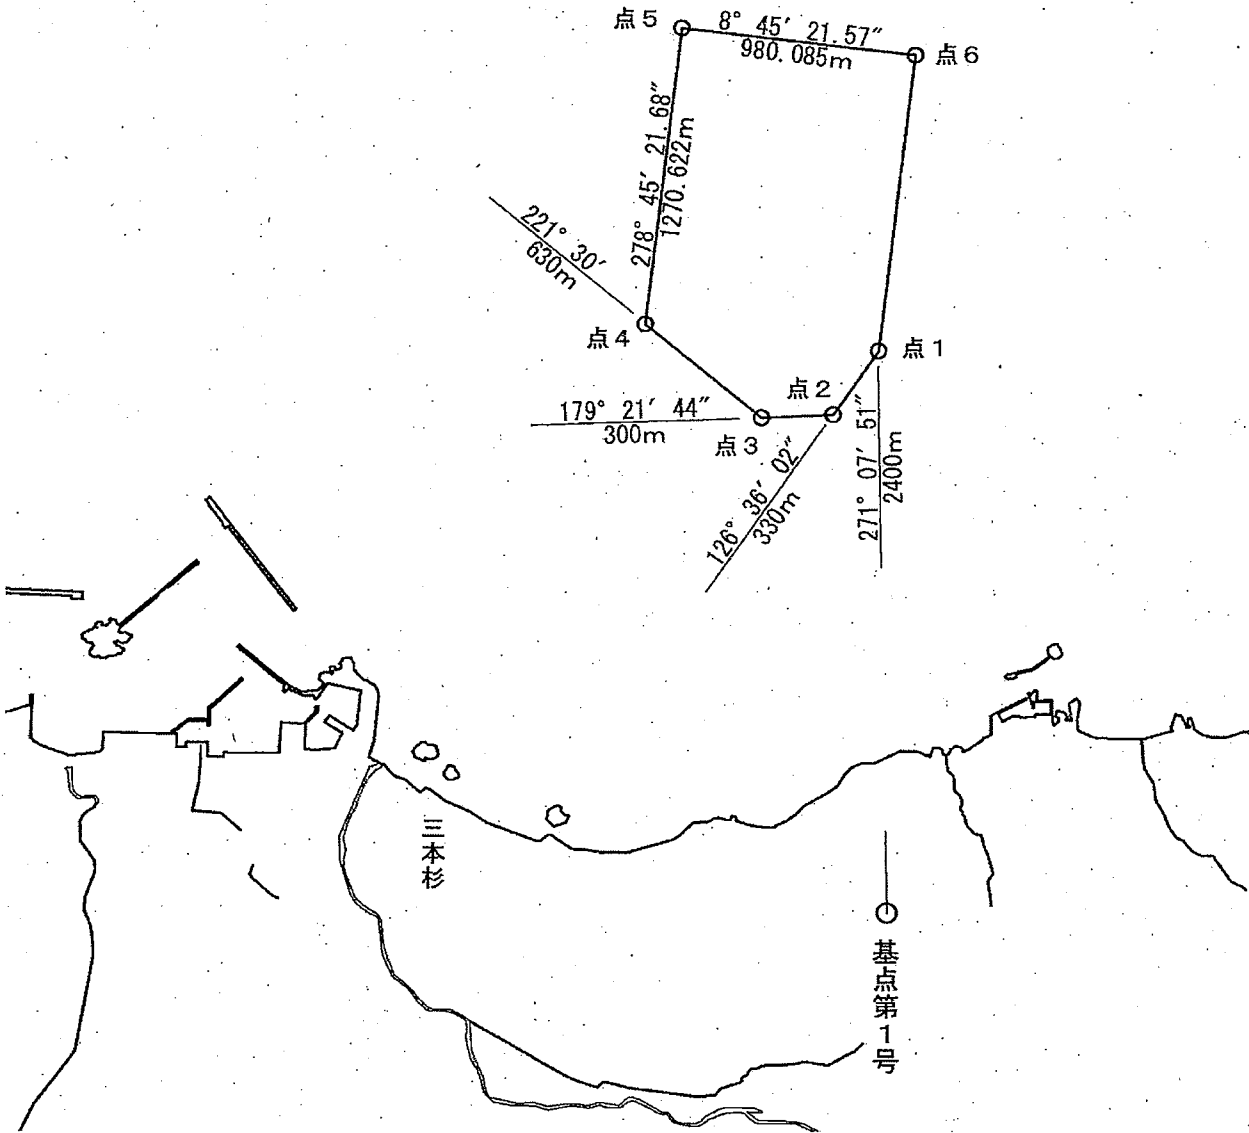 点5
8° 45′ 21.57″
980.085m
点6
278° 45′ 21.68″
1270.622m
221° 30′
630m
点4
点1
点2
179° 21′ 44″
300m
点3
126° 36′ 02″
330m
271° 07′ 51″
2400m
三本杉
基点第1号